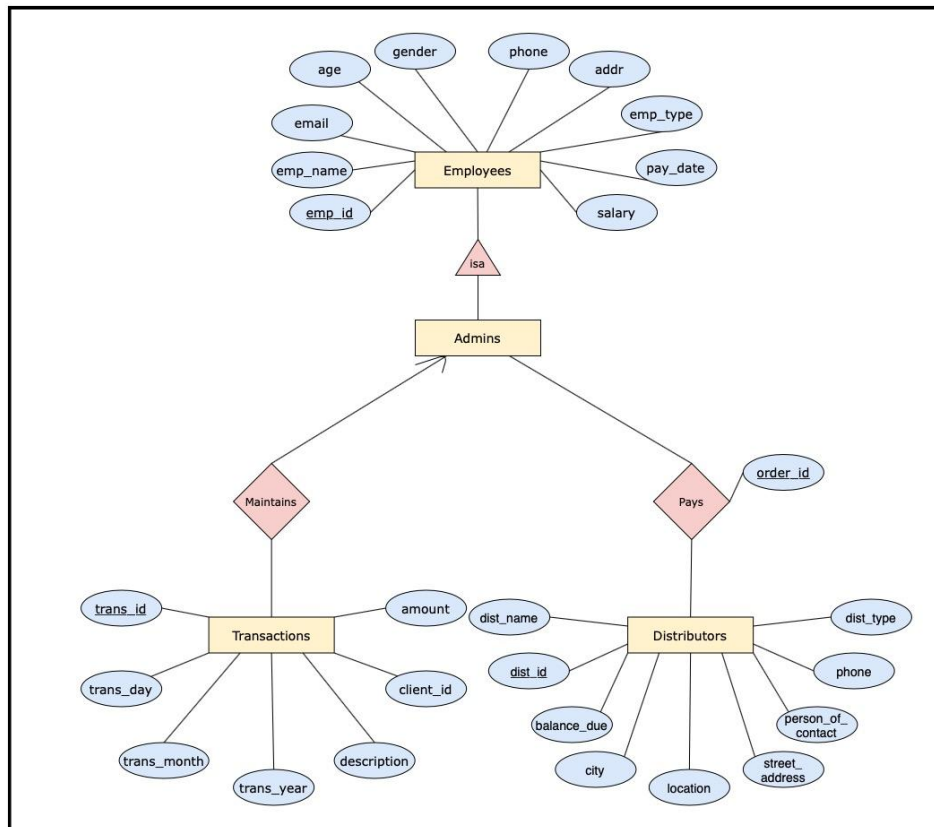 gender
phone
age
addr
email
emp_type
emp_name
Employees
pay_date
emp_id
salary
isa
Admins
order_id
Maintains
Pays
trans_id
amount
dist_name
dist_type
Transactions
Distributors
trans_day
client_id
dist_id
phone
balance_due
person_of_
contact
trans_month
description
city
street_
address
trans_year
location